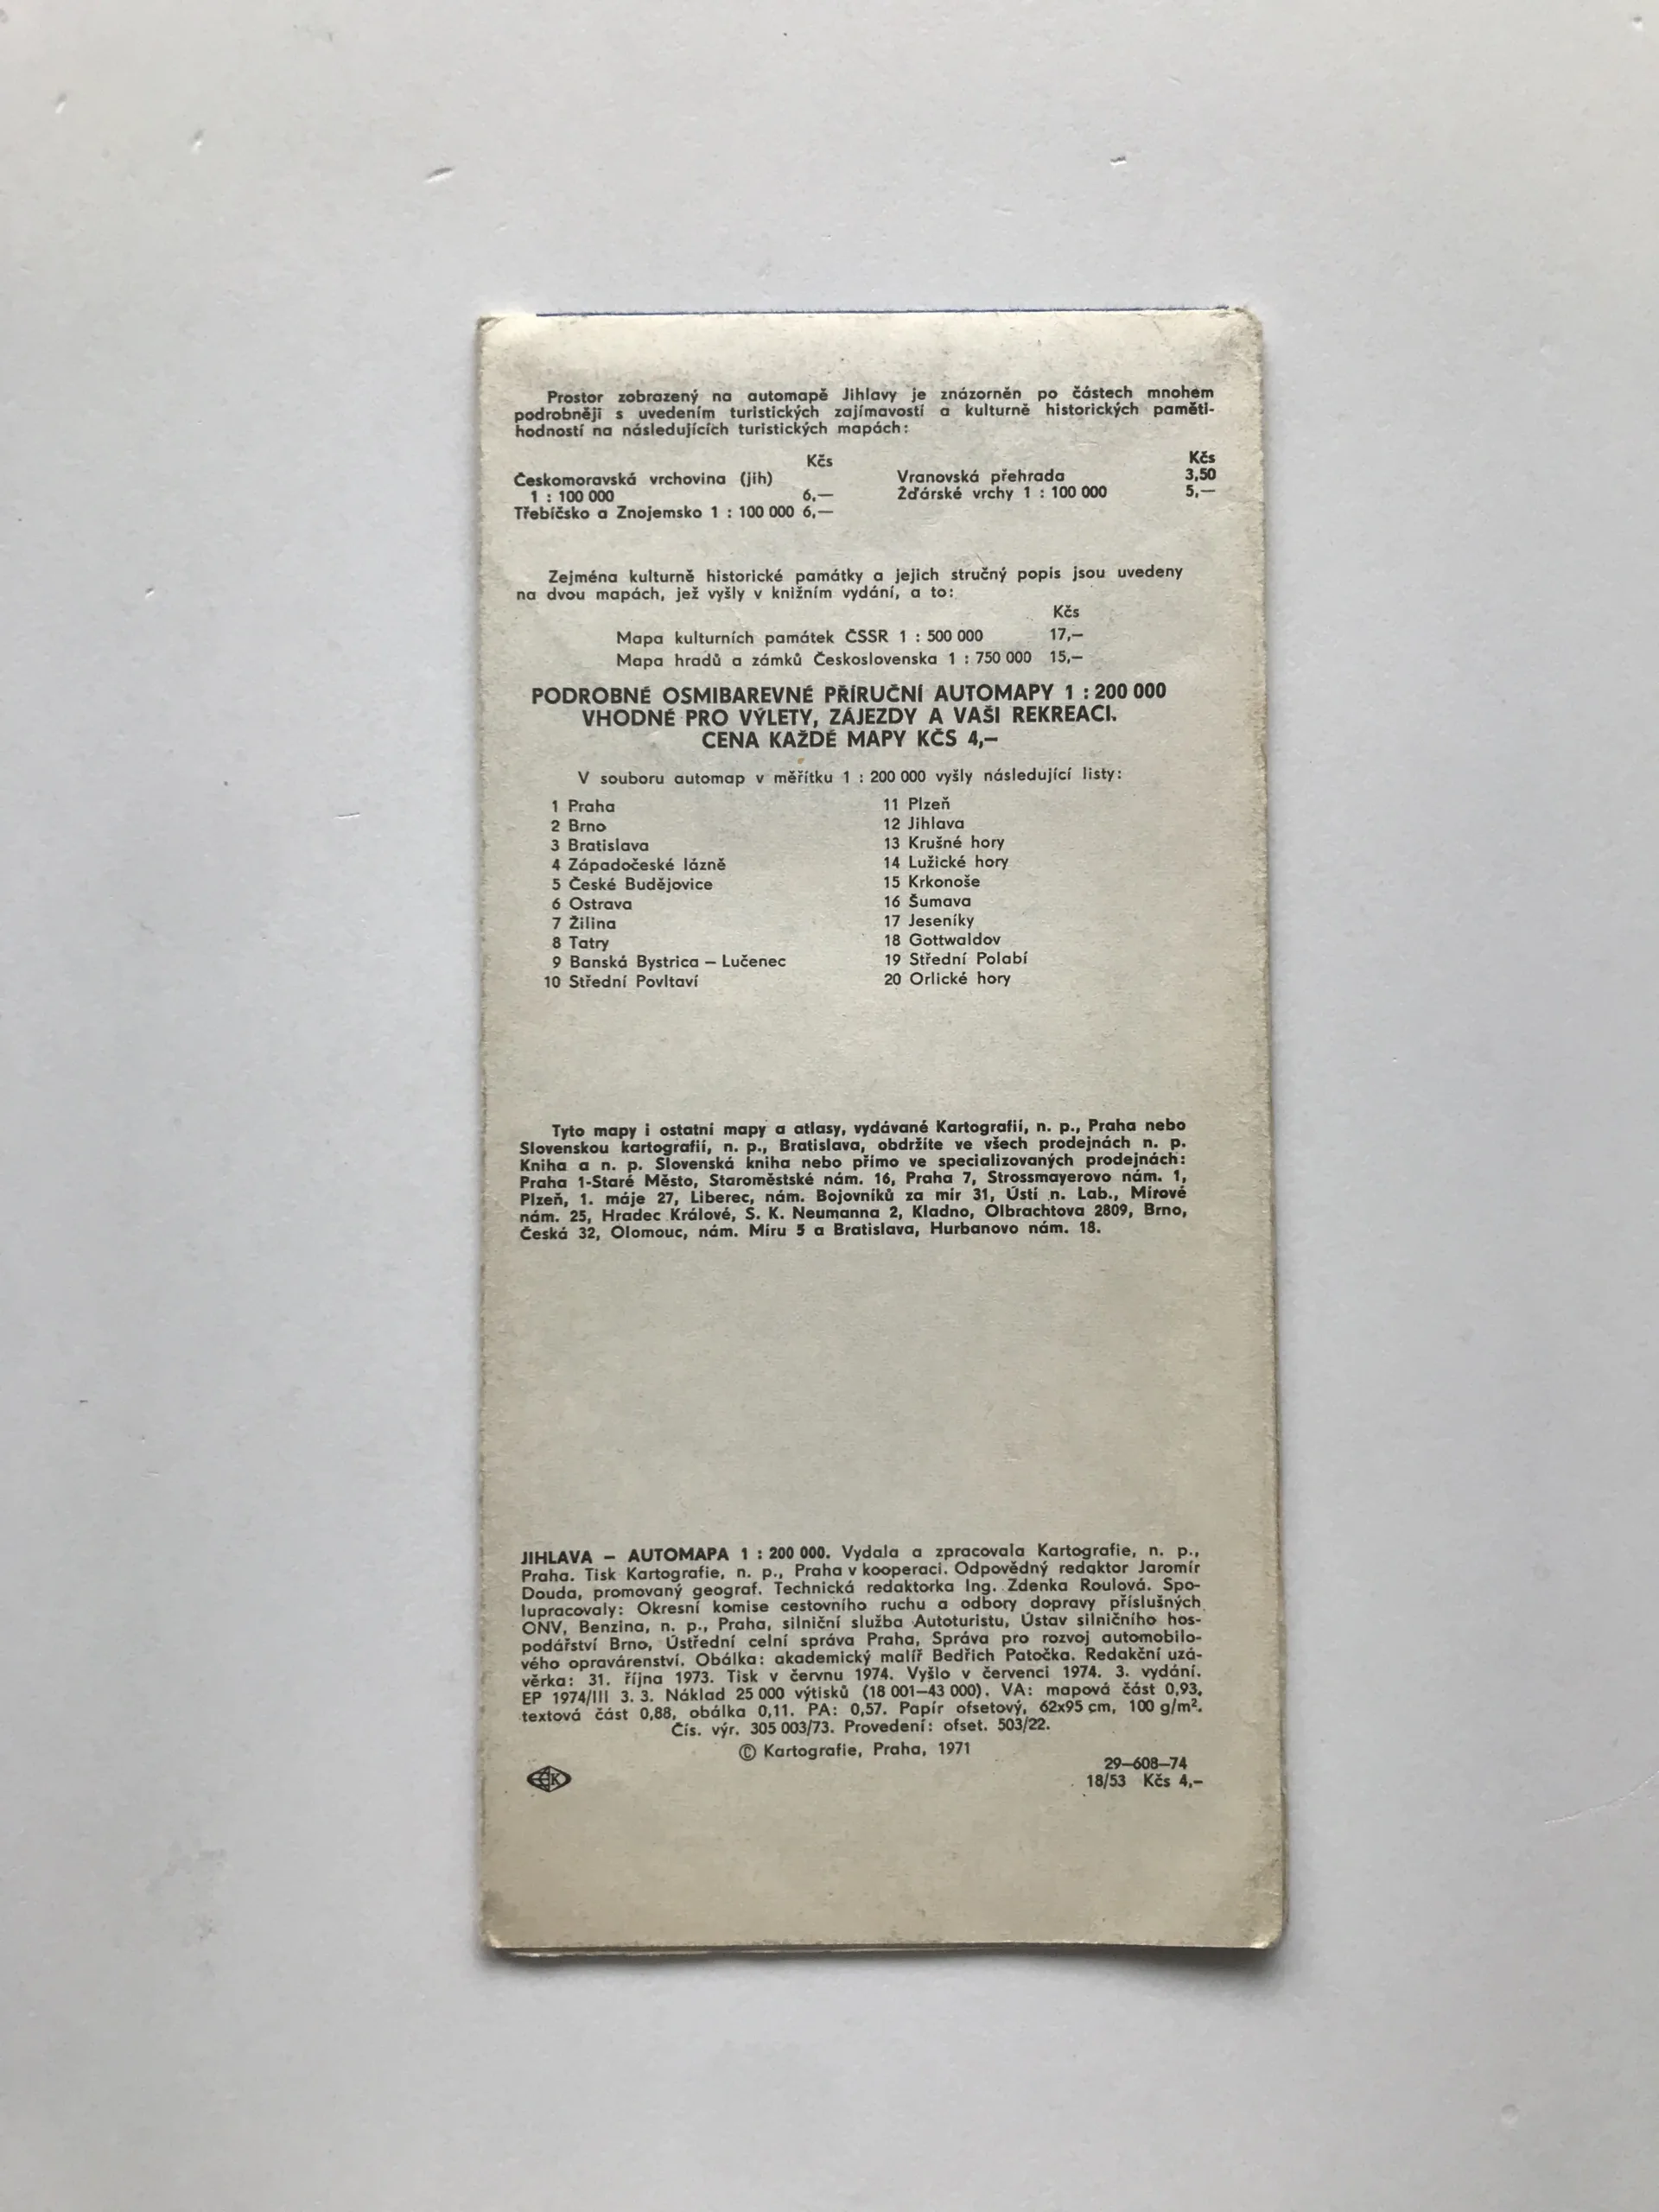 Prostor zobrazený na automapě Jihlavy je znázorněn po částech mnohem
podrobněji s uvedením turistických zajímavostí a kulturně historických paměti-
hodností na následujících turistických mapách:
Kčs
Českomoravská vrchovina (jih)
1 : 100 000 6,—
Třebíčsko a Znojemsko 1 : 100 000 6,—
Kčs
Vranovská přehrada 3,50
Žďárské vrchy 1 : 100 000 5,—
Zejména kulturně historické památky a jejich stručný popis jsou uvedeny
na dvou mapách, jež vyšly v knižním vydání, a to:
Kčs
Mapa kulturních památek ČSSR 1 : 500 000 17,–
Mapa hradů a zámků Československa 1 : 750 000 15,–
PODROBNÉ OSMIBAREVNÉ PŘÍRUČNÍ AUTOMAPY 1 : 200 000
VHODNÉ PRO VÝLETY, ZÁJEZDY A VAŠI REKREACI.
CENA KAŽDÉ MAPY KČS 4,–
V souboru automap v měřítku 1 : 200 000 vyšly následující listy:
1 Praha
2 Brno
3 Bratislava
4 Západočeské lázně
5 České Budějovice
6 Ostrava
7 Žilina
8 Tatry
9 Banská Bystrica – Lučenec
10 Střední Povltaví
11 Plzeň
12 Jihlava
13 Krušné hory
14 Lužické hory
15 Krkonoše
16 Šumava
17 Jeseníky
18 Gottwaldov
19 Střední Polabí
20 Orlické hory
Tyto mapy i ostatní mapy a atlasy, vydávané Kartografií, n. p., Praha nebo
Slovenskou kartografií, n. p., Bratislava, obdržíte ve všech prodejnách n. p.
Kniha a n. p. Slovenská kniha nebo přímo ve specializovaných prodejnách:
Praha 1-Staré Město, Staroměstské nám. 16, Praha 7, Strossmayerovo nám. 1,
Plzeň, 1. máje 27, Liberec, nám. Bojovníků za mír 31, Ústí n. Lab., Mírové
nám. 25, Hradec Králové, S. K. Neumanna 2, Kladno, Olbrachtova 2809, Brno,
Česká 32, Olomouc, nám. Míru 5 a Bratislava, Hurbanovo nám. 18.
JIHLAVA – AUTOMAPA 1 : 200 000. Vydala a zpracovala Kartografie, n. p.,
Praha. Tisk Kartografie, n. p., Praha v kooperaci. Odpovědný redaktor Jaromír
Douda, promovaný geograf. Technická redaktorka Ing. Zdenka Roulová. Spo-
lupracovaly: Okresní komise cestovního ruchu a odbory dopravy příslušných
ONV, Benzina, n. p., Praha, silniční služba Autoturistu, Ústav silničního hos-
podářství Brno, Ústřední celní správa Praha, Správa pro rozvoj automobilo-
vého opravárenství. Obálka: akademický malíř Bedřich Patočka. Redakční uzá-
věrka: 31. října 1973. Tisk v červnu 1974. Vyšlo v červenci 1974. 3. vydání.
EP 1974/III 3. 3. Náklad 25 000 výtisků (18 001–43 000). VA: mapová část 0,93,
textová část 0,88, obálka 0,11. PA: 0,57. Papír ofsetový, 62x95 cm, 100 g/m².
Čís. výr. 305 003/73. Provedení: ofset. 503/22.
© Kartografie, Praha, 1971
K
29–608–74
18/53 Kčs 4,–